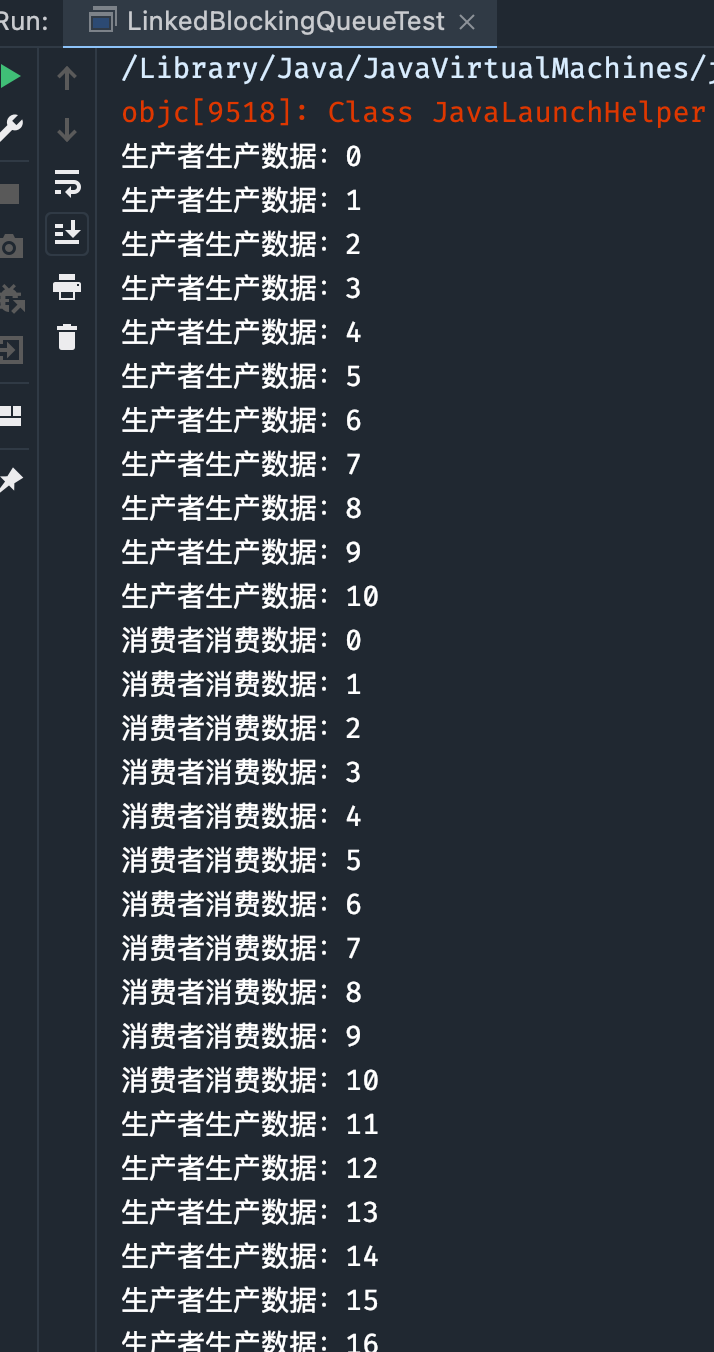 Run: LinkedBlockingQueueTest
/Library/Java/JavaVirtualMachines/j
objc[9518]: Class JavaLaunchHelper
生产者生产数据：0
生产者生产数据：1
生产者生产数据：2
生产者生产数据：3
生产者生产数据：4
生产者生产数据：5
生产者生产数据：6
生产者生产数据：7
生产者生产数据：8
生产者生产数据：9
生产者生产数据：10
消费者消费数据：0
消费者消费数据：1
消费者消费数据：2
消费者消费数据：3
消费者消费数据：4
消费者消费数据：5
消费者消费数据：6
消费者消费数据：7
消费者消费数据：8
消费者消费数据：9
消费者消费数据：10
生产者生产数据：11
生产者生产数据：12
生产者生产数据：13
生产者生产数据：14
生产者生产数据：15
生产者生产数据：16